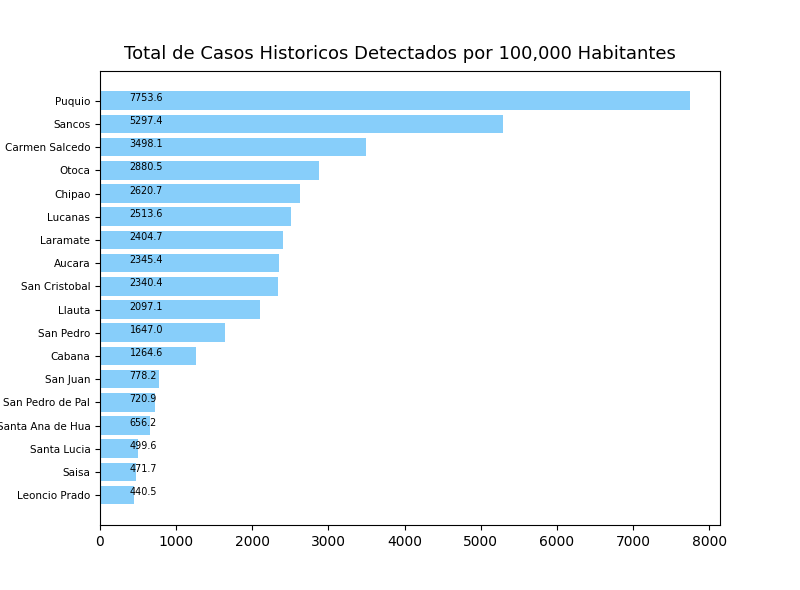 Total de Casos Historicos Detectados por 100,000 Habitantes
Puquio 7753.6
Sancos 5297.4
Carmen Salcedo 3498.1
Otoca 2880.5
Chipao 2620.7
Lucanas 2513.6
Laramate 2404.7
Aucara 2345.4
San Cristobal 2340.4
Llauta 2097.1
San Pedro 1647.0
Cabana 1264.6
San Juan 778.2
San Pedro de Pal 720.9
Santa Ana de Hua 656.2
Santa Lucia 499.6
Saisa 471.7
Leoncio Prado 440.5
0 1000 2000 3000 4000 5000 6000 7000 8000